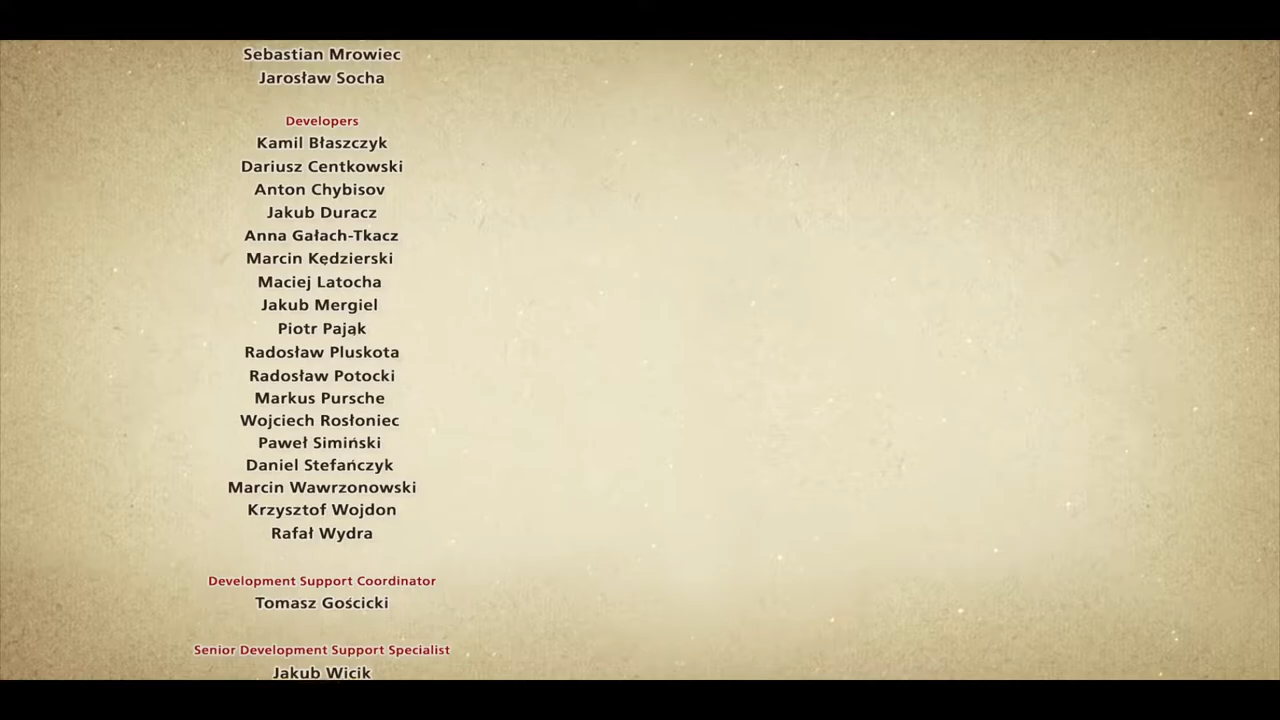 Sebastian Mrowiec
Jarosław Socha
Developers
Kamil Błaszczyk
Dariusz Centkowski
Anton Chybisov
Jakub Duracz
Anna Gałach-Tkacz
Marcin Kędzierski
Maciej Latocha
Jakub Mergiel
Piotr Pająk
Radosław Pluskota
Radosław Potocki
Markus Pursche
Wojciech Rosłoniec
Paweł Simiński
Daniel Stefańczyk
Marcin Wawrzonowski
Krzysztof Wojdon
Rafał Wydra
Development Support Coordinator
Tomasz Gościcki
Senior Development Support Specialist
Jakub Wicik